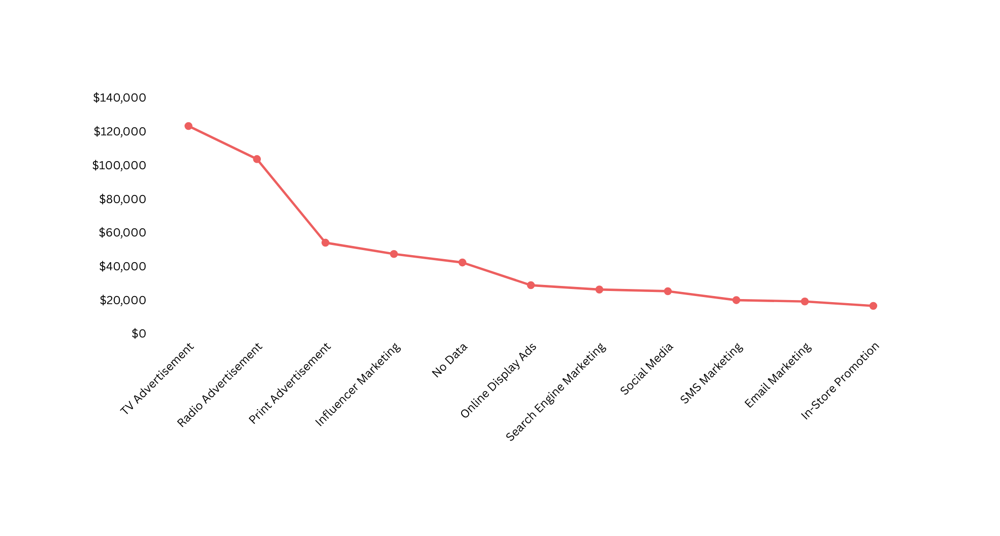 $140,000
$120,000
$100,000
$80,000
$60,000
$40,000
$20,000
$0
TV Advertisement
Radio Advertisement
Print Advertisement
Influencer Marketing
No Data
Online Display Ads
Search Engine Marketing
Social Media
SMS Marketing
Email Marketing
In-Store Promotion